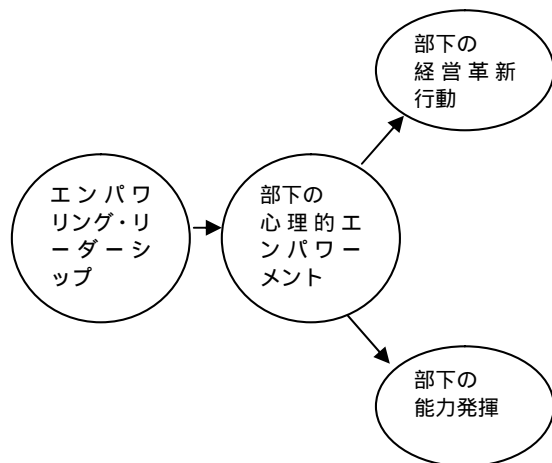 部下の
経営革新
行動
エンパワ
リング・リ
ーダーシ
ップ
部下の
心理的エ
ンパワー
メント
部下の
能力発揮